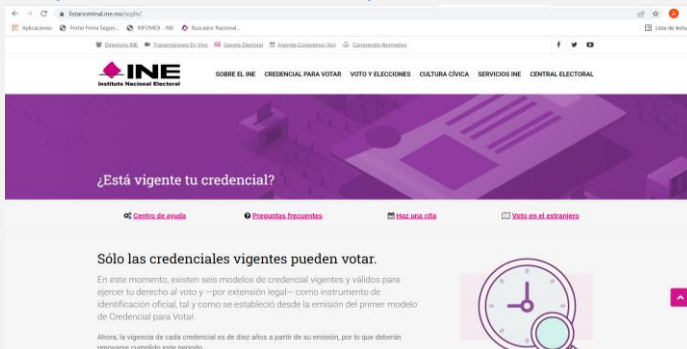 listanominal.ine.mx/scpln/
Aplicaciones Portal Firma Seguri... INFOMEX - INE Buscador Nacional... Lista de lectura
Directorio INE Transmisiones En Vivo Gaceta Electoral Agenda Consejeros (As) Compendio Normativo
INE
Instituto Nacional Electoral
SOBRE EL INE CREDENCIAL PARA VOTAR VOTO Y ELECCIONES CULTURA CÍVICA SERVICIOS INE CENTRAL ELECTORAL
¿Está vigente tu credencial?
Centro de ayuda Preguntas frecuentes Haz una cita Voto en el extranjero
Sólo las credenciales vigentes pueden votar.
En este momento, existen seis modelos de credencial vigentes y válidos para
ejercer tu derecho al voto y —por extensión legal— como instrumento de
identificación oficial, tal y como se estableció desde la emisión del primer modelo
de Credencial para Votar.
Ahora, la vigencia de cada credencial es de diez años a partir de su emisión, por lo que deberán
renovarse cumplido este periodo.